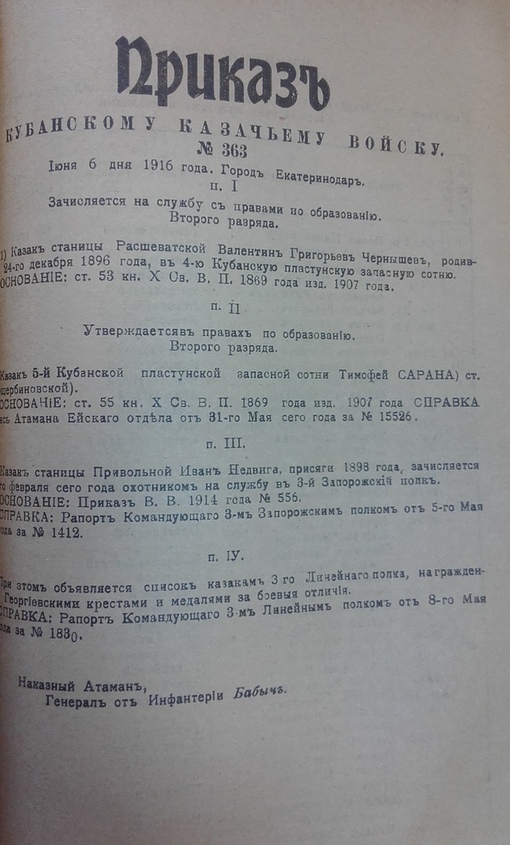 Приказъ
КУБАНСКОМУ КАЗАЧЬЕМУ ВОЙСКУ.
№ 363
Іюня 6 дня 1916 года. Городъ Екатеринодаръ.
п. I
Зачисляется на службу съ правами по образованію.
Второго разряда.
1) Казакъ станицы Расшеватской Валентинъ Григорьевъ Чернышевъ, родив-
24-го декабря 1896 года, въ 4-ю Кубанскую пластунскую запасную сотню.
ОСНОВАНІЕ: ст. 53 кн. X Св. В. П. 1869 года изд. 1907 года.
п. II
Утверждаетсявъ правахъ по образованію.
Второго разряда.
Казакъ 5-й Кубанской пластунской запасной сотни Тимофей САРАНА) ст.
щербиновской).
ОСНОВАНІЕ: ст. 55 кн. X Св. В. П. 1869 года изд. 1907 года СПРАВКА
Атамана Ейскаго отдѣла отъ 31-го Мая сего года за № 15526.
п. III.
Казакъ станицы Привольной Иванъ Недвига, присяги 1898 года, зачисляется
февраля сего года охотникомъ на службу въ 3-й Запорожскій полкъ.
ОСНОВАНІЕ: Приказъ В. В. 1914 года № 556.
СПРАВКА: Рапортъ Командующаго 3-мъ Запорожскимъ полкомъ отъ 5-го Мая
года за № 1412.
п. IV.
При этомъ объявляется списокъ казакамъ 3 го Линейнаго полка, награжден-
Георгіевскими крестами и медалями за боевыя отличія.
СПРАВКА: Рапортъ Командующаго 3-мъ Линейнымъ полкомъ отъ 8-го Мая
года за № 1830.
Наказный Атаманъ,
Генералъ отъ Инфантеріи Бабычъ.